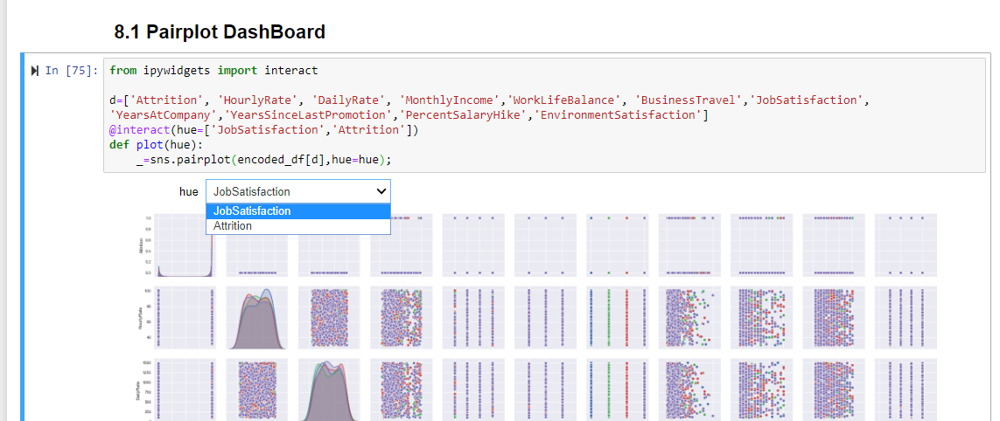 8.1 Pairplot DashBoard
In [75]:
from ipywidgets import interact
d=['Attrition', 'HourlyRate', 'DailyRate', 'MonthlyIncome','WorkLifeBalance', 'BusinessTravel','JobSatisfaction',
'YearsAtCompany','YearsSinceLastPromotion','PercentSalaryHike','EnvironmentSatisfaction']
@interact(hue=['JobSatisfaction','Attrition'])
def plot(hue):
    _=sns.pairplot(encoded_df[d],hue=hue);
hue JobSatisfaction
JobSatisfaction
Attrition
1.0
0.8
0.6
0.4
0.2
0.0
Attrition
100
80
60
40
HourlyRate
1500
1250
1000
750
500
250
DailyRate